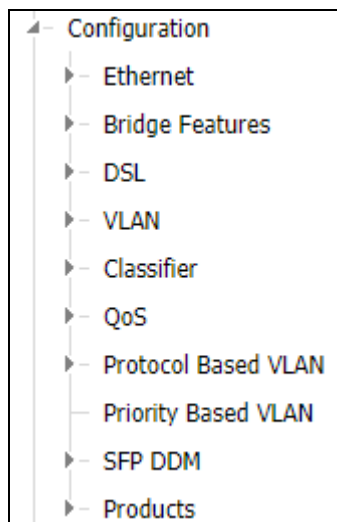 Configuration
Ethernet
Bridge Features
DSL
VLAN
Classifier
QoS
Protocol Based VLAN
Priority Based VLAN
SFP DDM
Products